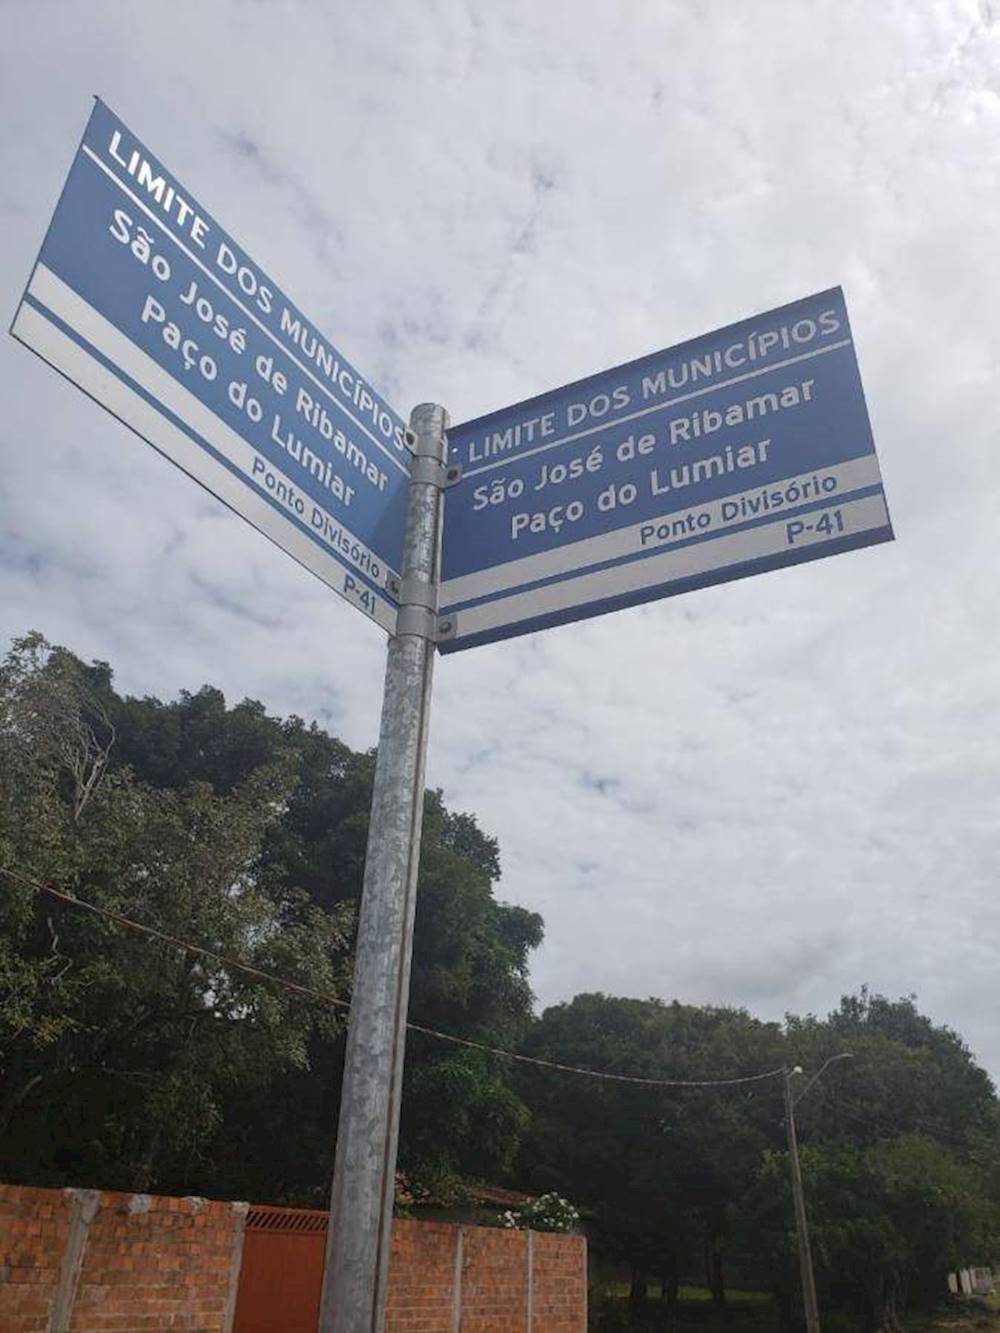 LIMITE DOS MUNICÍPIOS
São José de Ribamar
Paço do Lumiar
Ponto Divisório
P-41
LIMITE DOS MUNICÍPIOS
São José de Ribamar
Paço do Lumiar
Ponto Divisório
P-41